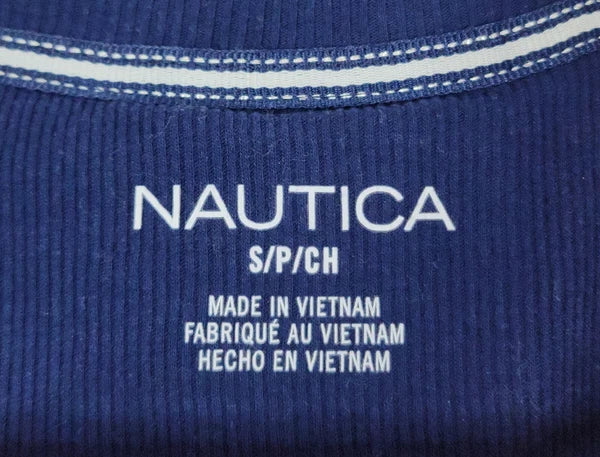 NAUTICA
S/P/CH
MADE IN VIETNAM
FABRIQUÉ AU VIETNAM
HECHO EN VIETNAM